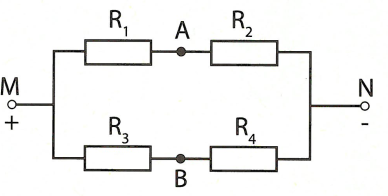 R₁ A R₂
M N
+ -
R₃ R₄
B